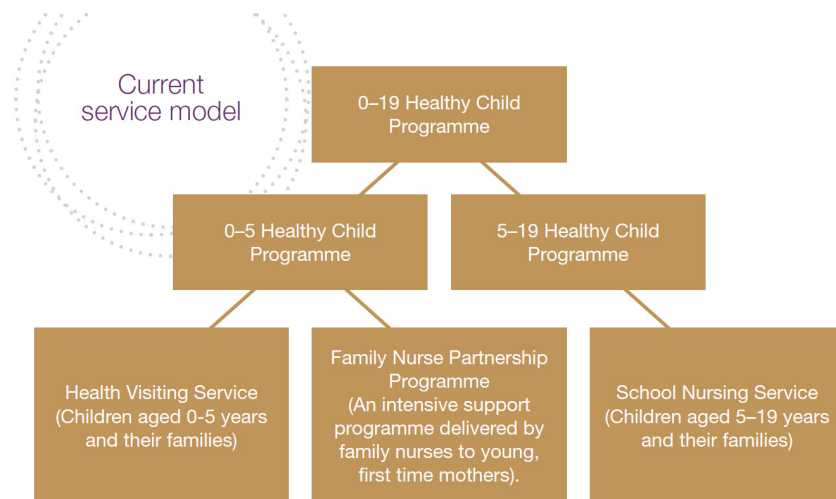 Current
service model
0–19 Healthy Child
Programme
0–5 Healthy Child
Programme
5–19 Healthy Child
Programme
Health Visiting Service
(Children aged 0-5 years
and their families)
Family Nurse Partnership
Programme
(An intensive support
programme delivered by
family nurses to young,
first time mothers).
School Nursing Service
(Children aged 5–19 years
and their families)